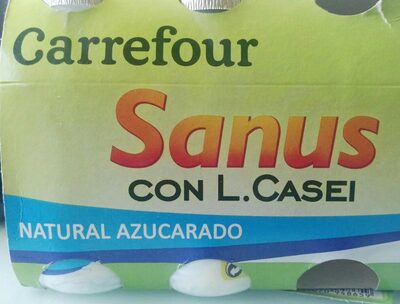 Carrefour
Sanus
CON L.CASEI
NATURAL AZUCARADO